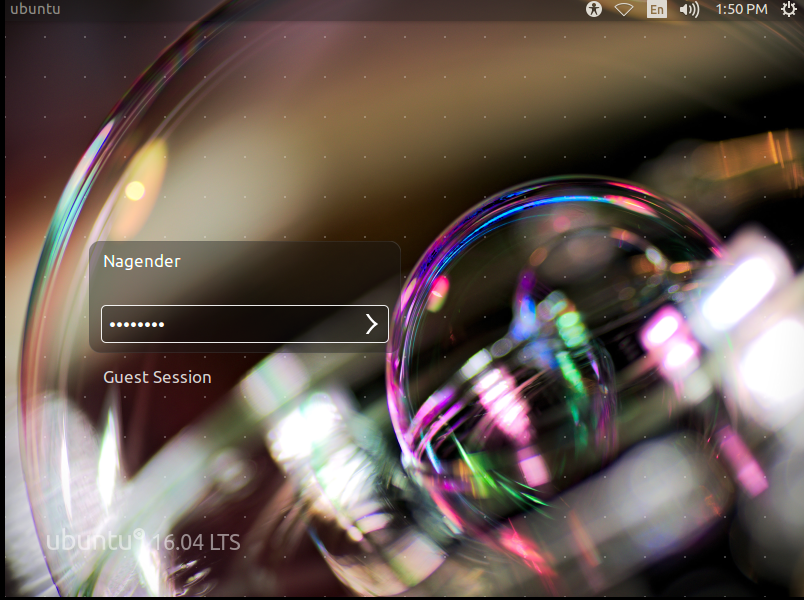 ubuntu En 1:50 PM
Nagender
••••••••
Guest Session
ubuntu 16.04 LTS